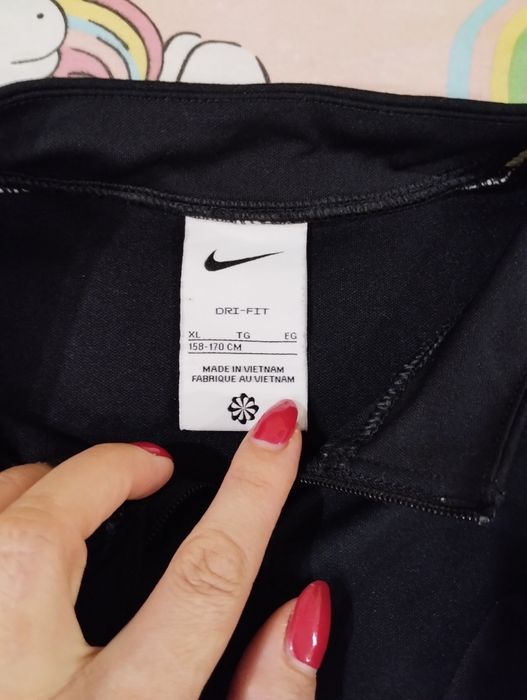 DRI-FIT
XL TG EG
158-170 CM
MADE IN VIETNAM
FABRIQUE AU VIETNAM